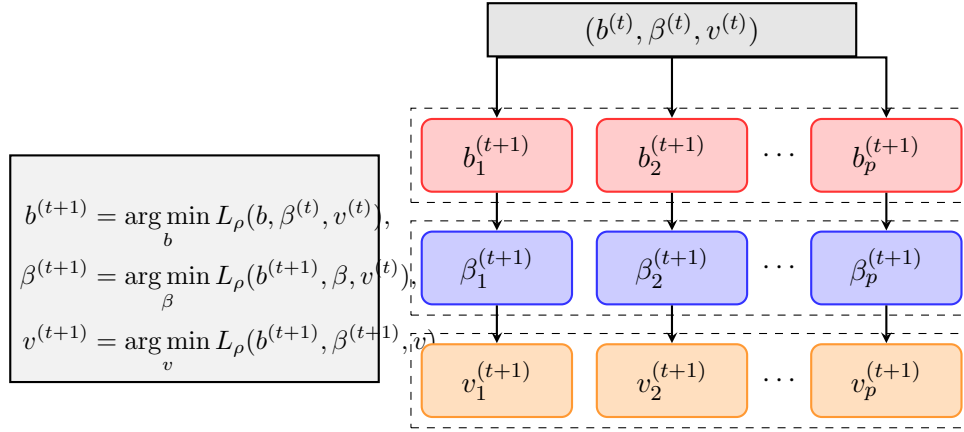 (b^{(t)}, β^{(t)}, v^{(t)})
b_1^{(t+1)} b_2^{(t+1)} ⋯ b_p^{(t+1)}
b^{(t+1)} = arg min_b L_ρ(b, β^{(t)}, v^{(t)}),
β^{(t+1)} = arg min_β L_ρ(b^{(t+1)}, β, v^{(t)}),
v^{(t+1)} = arg min_v L_ρ(b^{(t+1)}, β^{(t+1)}, v)
β_1^{(t+1)} β_2^{(t+1)} ⋯ β_p^{(t+1)}
v_1^{(t+1)} v_2^{(t+1)} ⋯ v_p^{(t+1)}